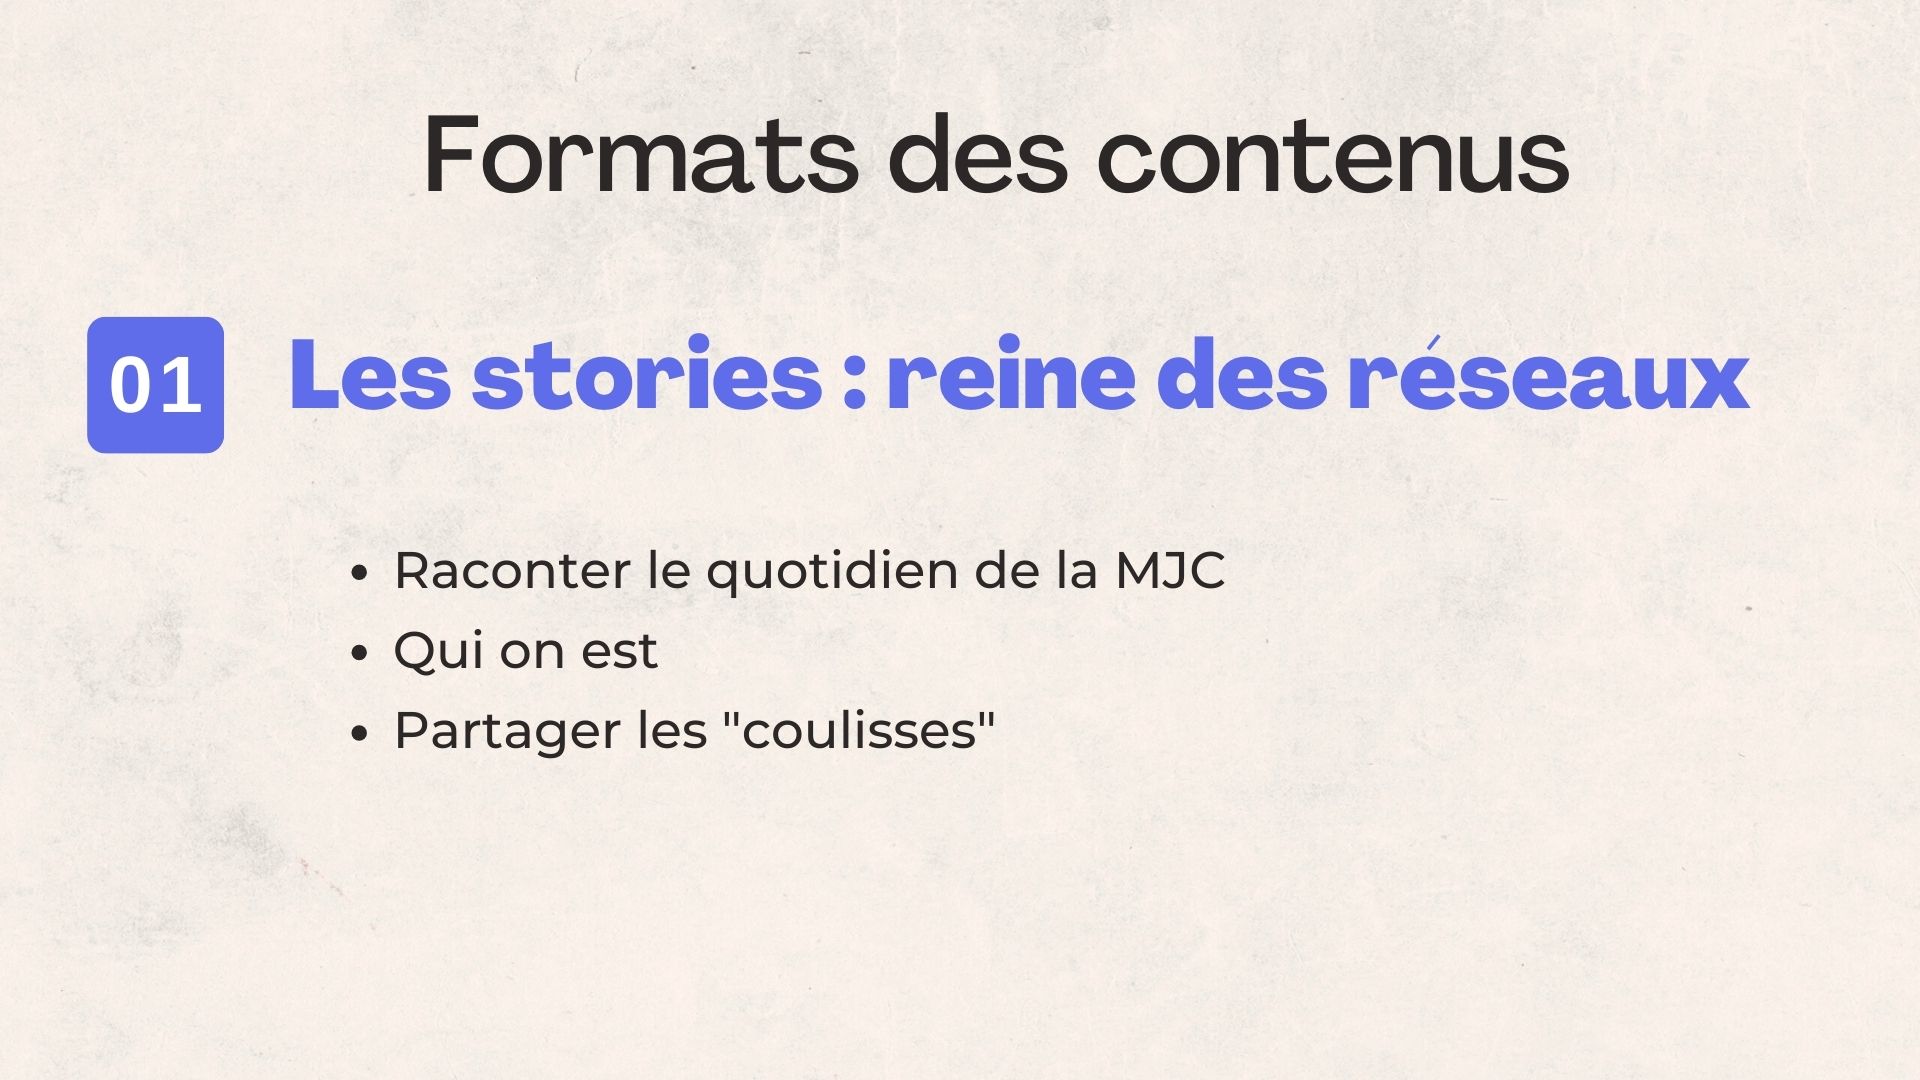 Formats des contenus
01
Les stories : reine des réseaux
• Raconter le quotidien de la MJC
• Qui on est
• Partager les "coulisses"